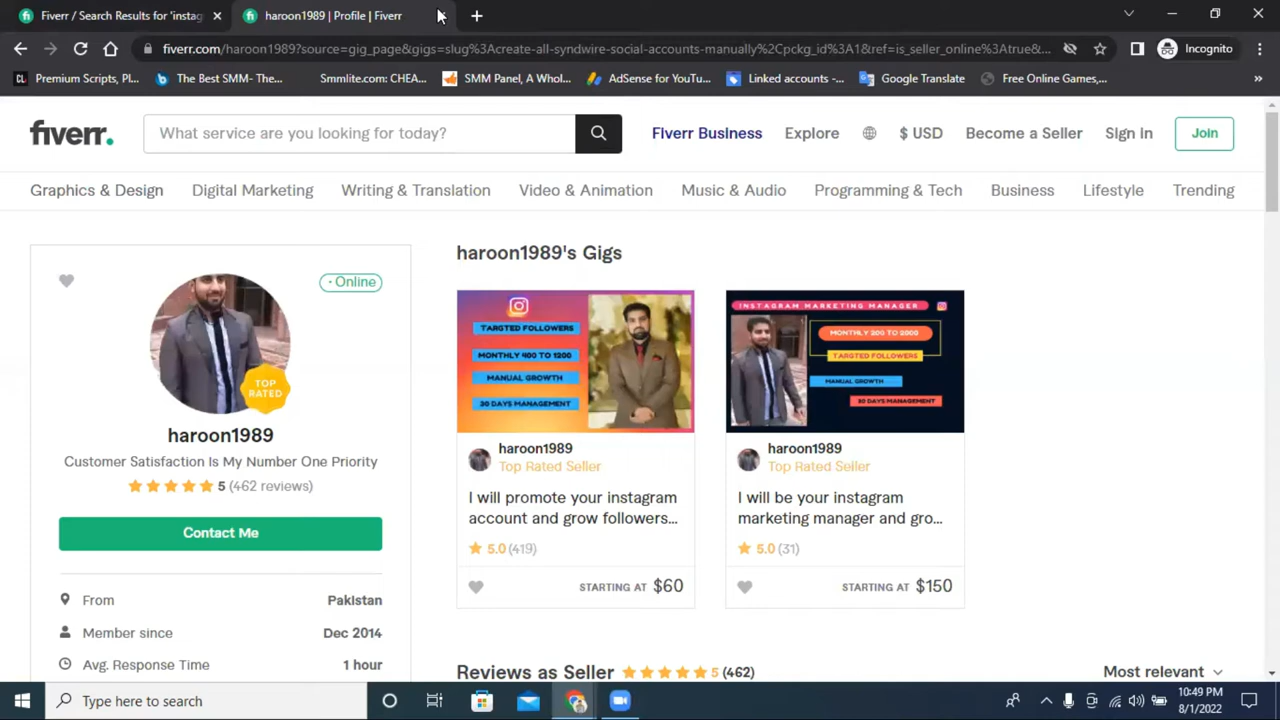 Fiverr / Search Results for 'instag
haroon1989 | Profile | Fiverr
fiverr.com/haroon1989?source=gig_page&gigs=slug%3Acreate-all-syndwire-social-accounts-manually%2Cpckg_id%3A1&ref=is_seller_online%3Atrue&...
Incognito
Premium Scripts, Pl...
The Best SMM- The...
Smmlite.com: CHEA...
SMM Panel, A Whol...
AdSense for YouTu...
Linked accounts -...
Google Translate
Free Online Games,...
fiverr.
What service are you looking for today?
Fiverr Business
Explore
$ USD
Become a Seller
Sign In
Join
Graphics & Design
Digital Marketing
Writing & Translation
Video & Animation
Music & Audio
Programming & Tech
Business
Lifestyle
Trending
Online
TOP
RATED
haroon1989
Customer Satisfaction Is My Number One Priority
5 (462 reviews)
Contact Me
From
Pakistan
Member since
Dec 2014
Avg. Response Time
1 hour
haroon1989's Gigs
TARGTED FOLLOWERS
MONTHLY 400 TO 1200
MANUAL GROWTH
30 DAYS MANAGEMENT
haroon1989
Top Rated Seller
I will promote your instagram
account and grow followers...
5.0 (419)
STARTING AT $60
INSTAGRAM MARKETING MANAGER
MONTHLY 200 TO 2000
TARGTED FOLLOWERS
MANUAL GROWTH
30 DAYS MANAGEMENT
haroon1989
Top Rated Seller
I will be your instagram
marketing manager and gro...
5.0 (31)
STARTING AT $150
Reviews as Seller
5 (462)
Most relevant
Type here to search
10:49 PM
8/1/2022